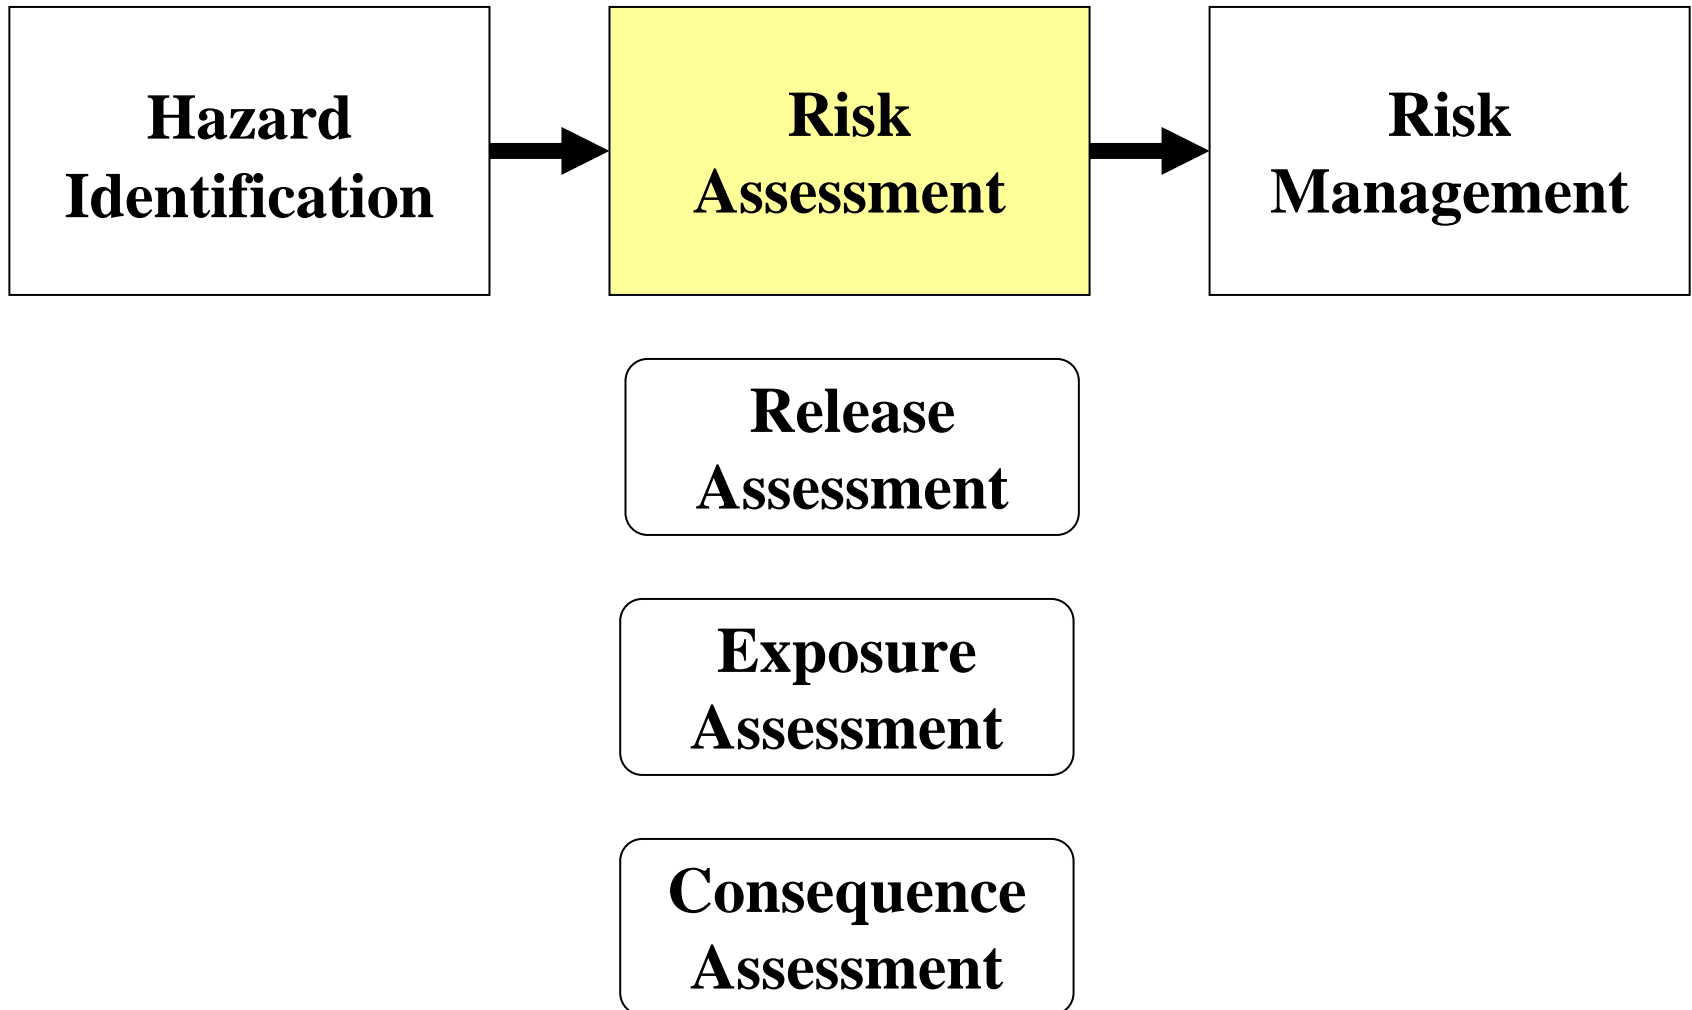 Hazard
Identification
Risk
Assessment
Risk
Management
Release
Assessment
Exposure
Assessment
Consequence
Assessment